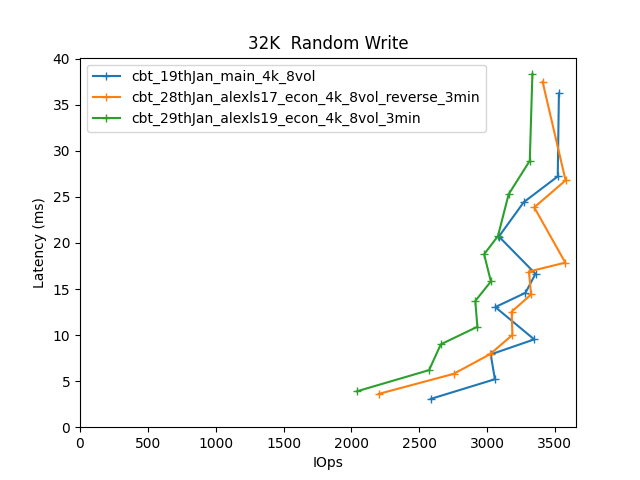 32K  Random Write
cbt_19thJan_main_4k_8vol
cbt_28thJan_alexls17_econ_4k_8vol_reverse_3min
cbt_29thJan_alexls19_econ_4k_8vol_3min
Latency (ms)
40
35
30
25
20
15
10
5
0
0 500 1000 1500 2000 2500 3000 3500
IOps